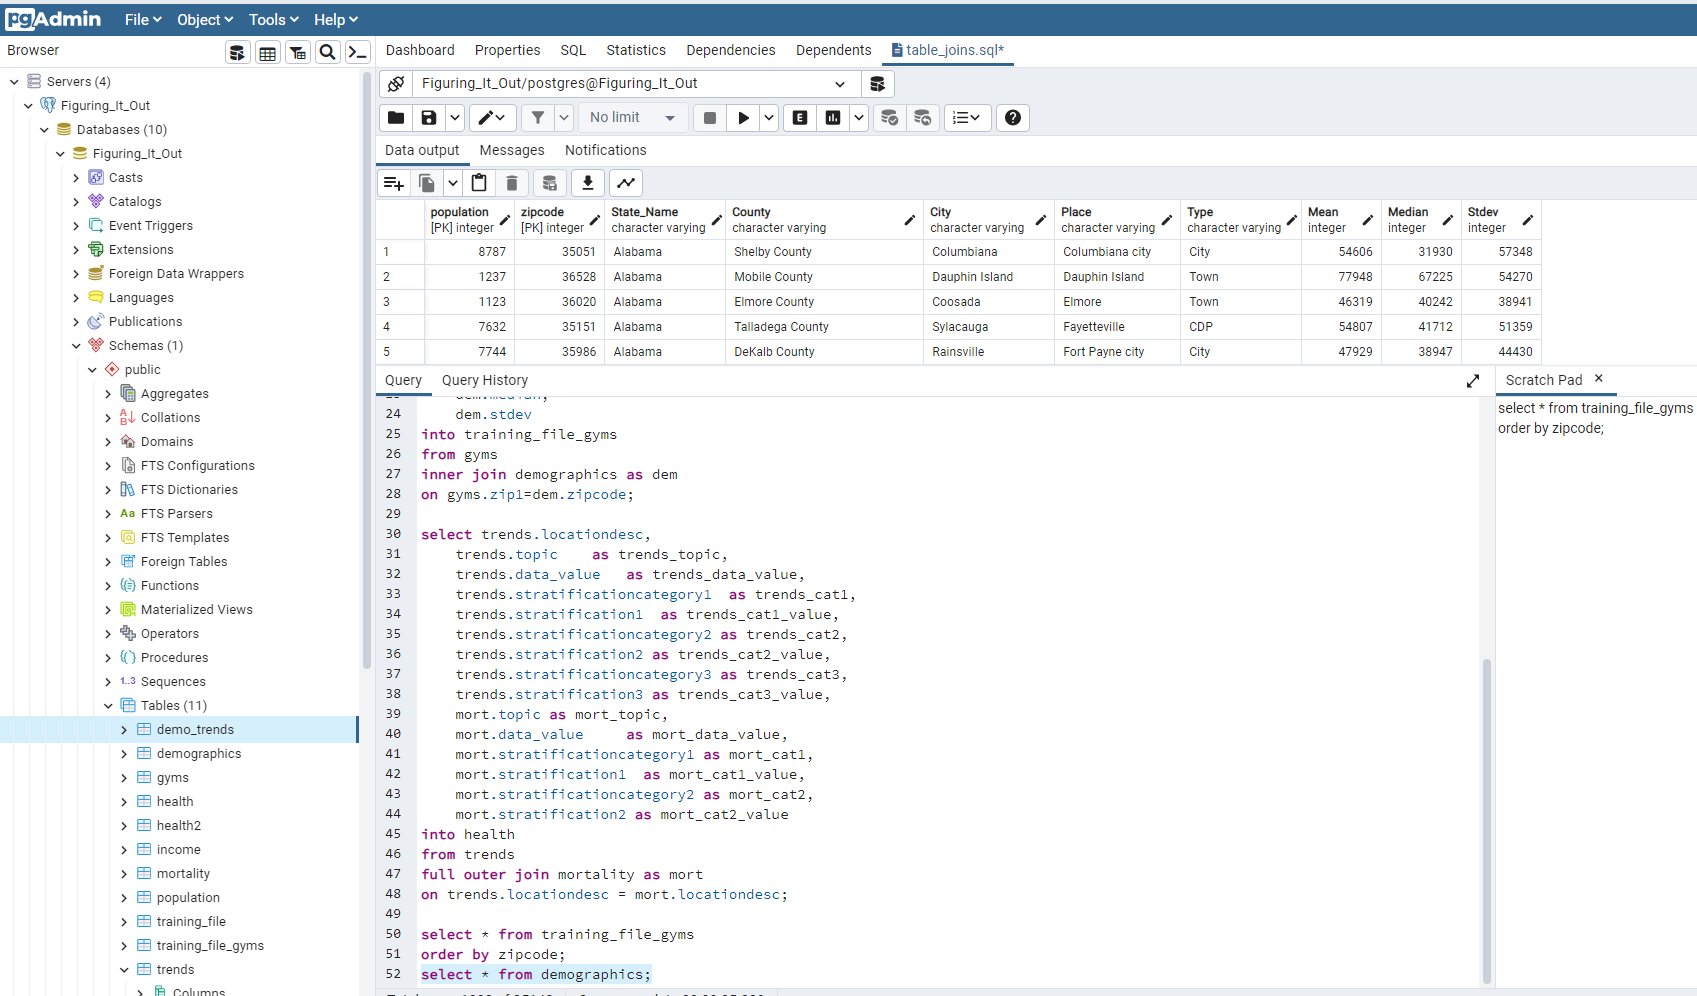 pgAdmin File Object Tools Help
Browser
Dashboard Properties SQL Statistics Dependencies Dependents table_joins.sql*
Servers (4)
Figuring_It_Out
Databases (10)
Figuring_It_Out
Casts
Catalogs
Event Triggers
Extensions
Foreign Data Wrappers
Languages
Publications
Schemas (1)
public
Aggregates
Collations
Domains
FTS Configurations
FTS Dictionaries
Aa FTS Parsers
FTS Templates
Foreign Tables
Functions
Materialized Views
Operators
Procedures
1..3 Sequences
Tables (11)
demo_trends
demographics
gyms
health
health2
income
mortality
population
training_file
training_file_gyms
trends
Columns
Figuring_It_Out/postgres@Figuring_It_Out
No limit
E
Data output Messages Notifications
population [PK] integer zipcode [PK] integer State_Name character varying County character varying City character varying Place character varying Type character varying Mean integer Median integer Stdev integer
1 8787 35051 Alabama Shelby County Columbiana Columbiana city City 54606 31930 57348
2 1237 36528 Alabama Mobile County Dauphin Island Dauphin Island Town 77948 67225 54270
3 1123 36020 Alabama Elmore County Coosada Elmore Town 46319 40242 38941
4 7632 35151 Alabama Talladega County Sylacauga Fayetteville CDP 54807 41712 51359
5 7744 35986 Alabama DeKalb County Rainsville Fort Payne city City 47929 38947 44430
Query Query History
24 dem.stdev
25 into training_file_gyms
26 from gyms
27 inner join demographics as dem
28 on gyms.zip1=dem.zipcode;
29
30 select trends.locationdesc,
31 trends.topic as trends_topic,
32 trends.data_value as trends_data_value,
33 trends.stratificationcategory1 as trends_cat1,
34 trends.stratification1 as trends_cat1_value,
35 trends.stratificationcategory2 as trends_cat2,
36 trends.stratification2 as trends_cat2_value,
37 trends.stratificationcategory3 as trends_cat3,
38 trends.stratification3 as trends_cat3_value,
39 mort.topic as mort_topic,
40 mort.data_value as mort_data_value,
41 mort.stratificationcategory1 as mort_cat1,
42 mort.stratification1 as mort_cat1_value,
43 mort.stratificationcategory2 as mort_cat2,
44 mort.stratification2 as mort_cat2_value
45 into health
46 from trends
47 full outer join mortality as mort
48 on trends.locationdesc = mort.locationdesc;
49
50 select * from training_file_gyms
51 order by zipcode;
52 select * from demographics;
Scratch Pad
select * from training_file_gyms
order by zipcode;